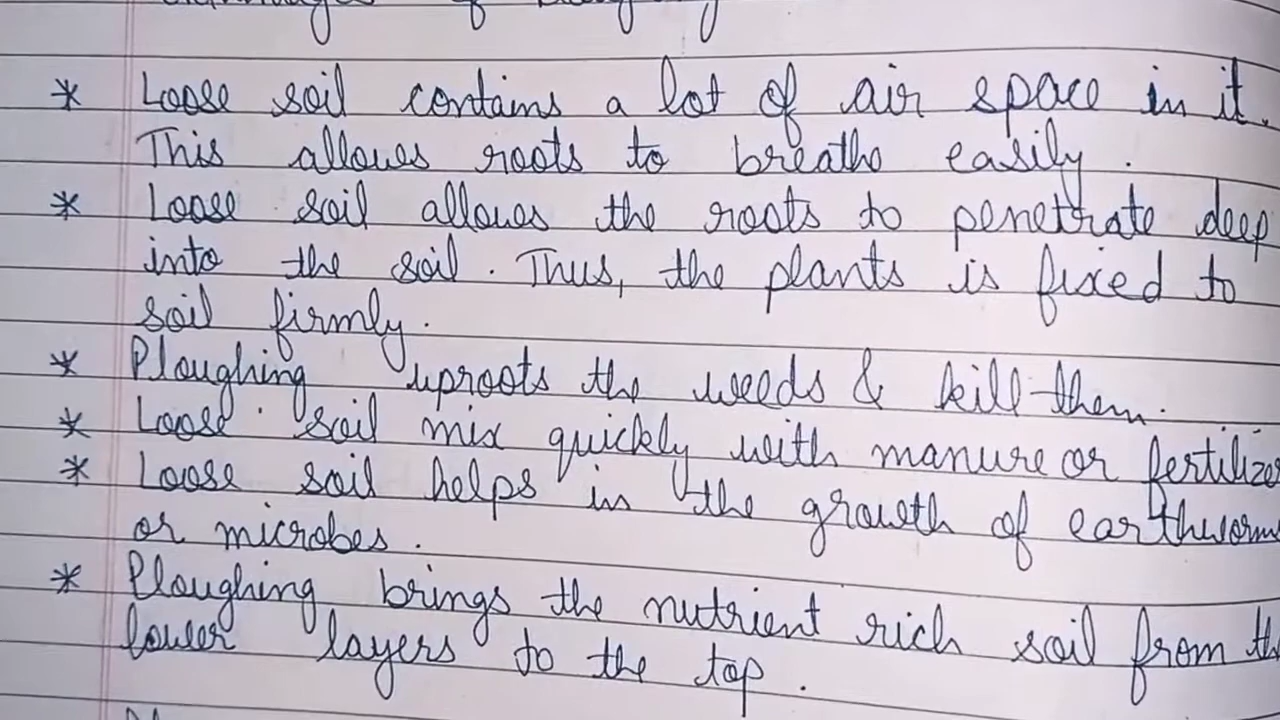 * Loose soil contains a lot of air space in it.
This allows roots to breathe easily.
* Loose soil allows the roots to penetrate deep
into the soil. Thus, the plants is fixed to
soil firmly.
* Ploughing uproots the weeds & kill them.
* Loose soil mix quickly with manure or fertilizer
* Loose soil helps in the growth of earthworms
or microbes.
* Ploughing brings the nutrient rich soil from the
lower layers to the top.